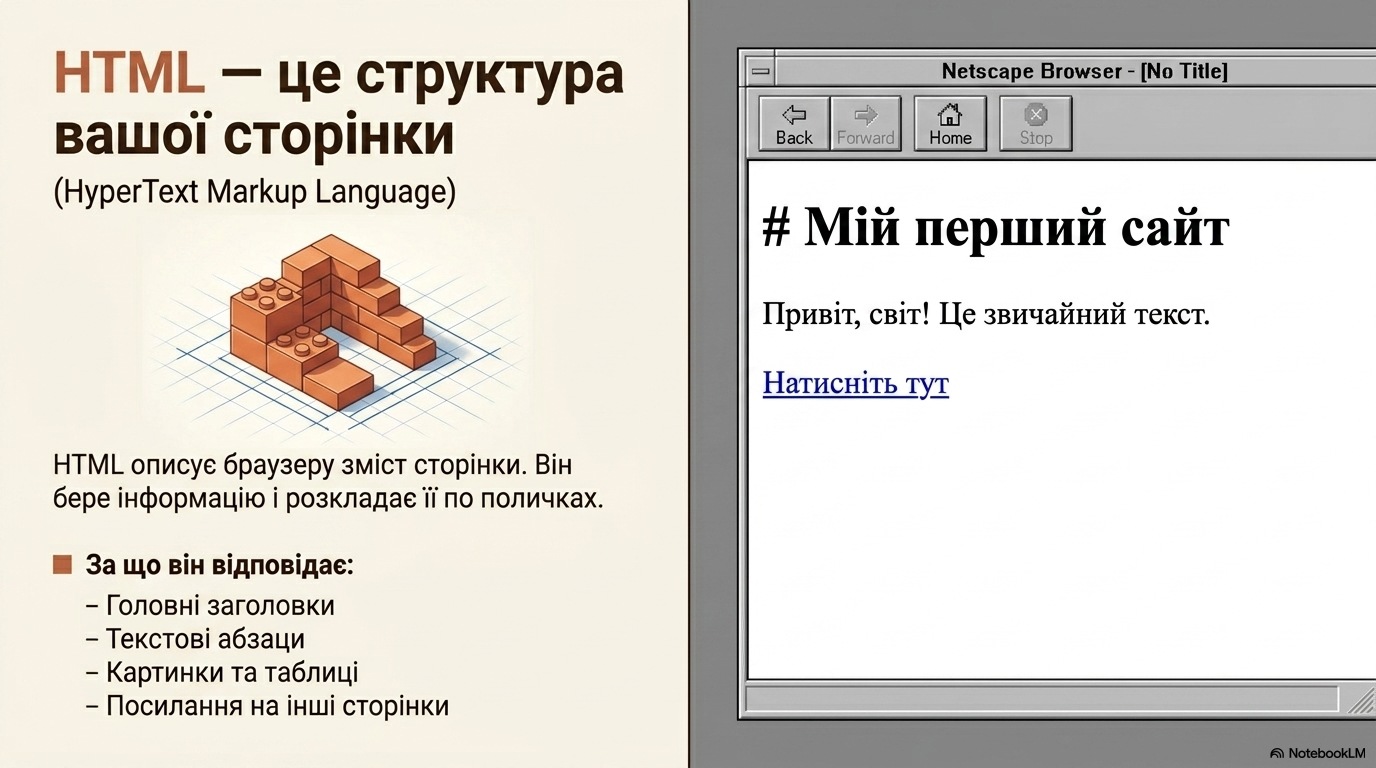 HTML — це структура
вашої сторінки
(HyperText Markup Language)
HTML описує браузеру зміст сторінки. Він
бере інформацію і розкладає її по поличках.
За що він відповідає:
– Головні заголовки
– Текстові абзаци
– Картинки та таблиці
– Посилання на інші сторінки
Netscape Browser - [No Title]
Back Forward Home Stop
# Мій перший сайт
Привіт, світ! Це звичайний текст.
Натисніть тут
NotebookLM